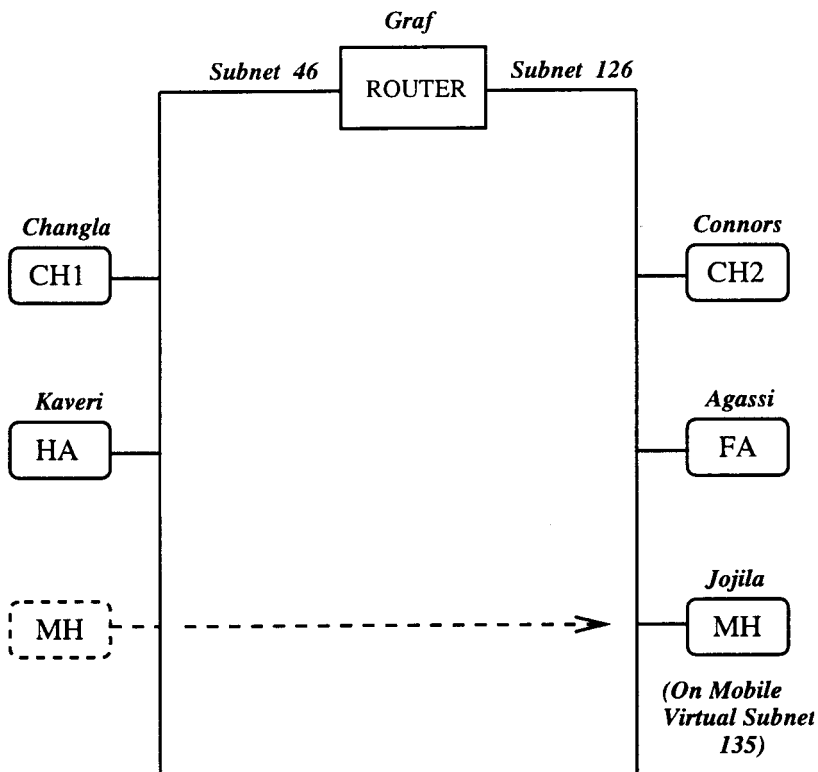 Graf
Subnet 46
ROUTER
Subnet 126
Changla
CH1
Connors
CH2
Kaveri
HA
Agassi
FA
MH
Jojila
MH
(On Mobile
Virtual Subnet
135)